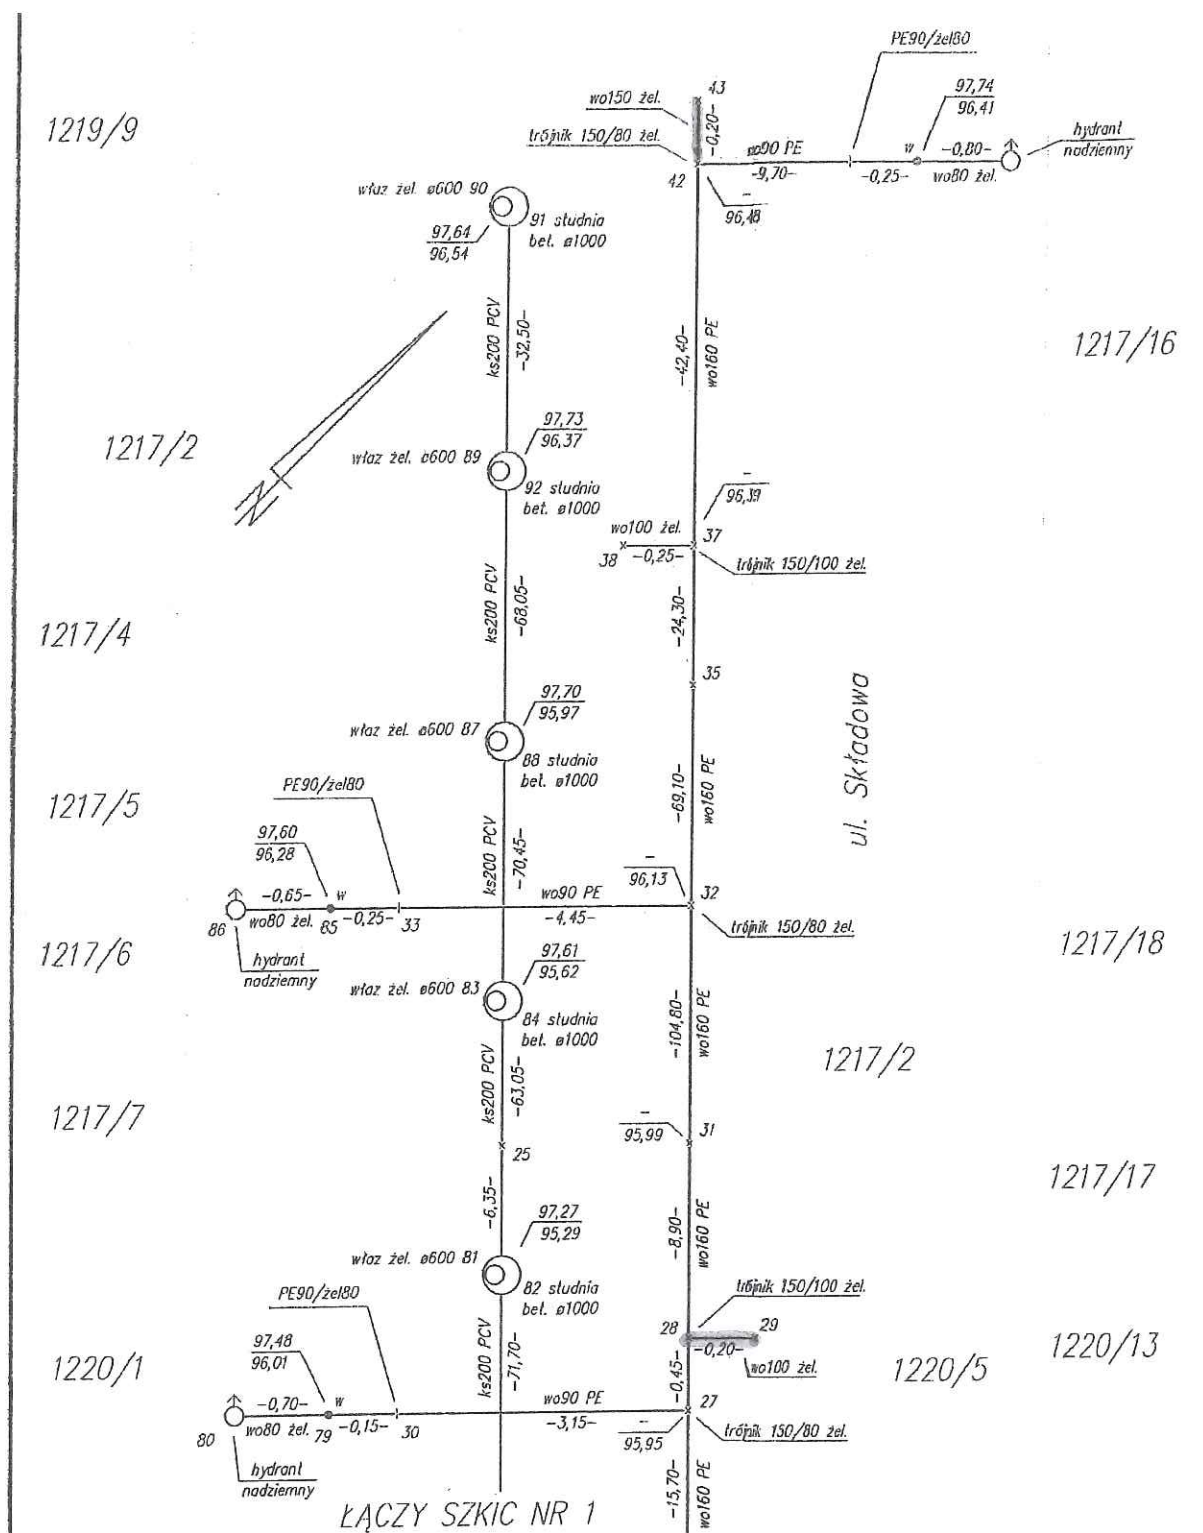 PE90/żel80
43
wo150 żel.
97,74
96,41
1219/9
-0,20-
trójnik 150/80 żel.
wo90 PE
w
-0,80-
hydrant
nadziemny
42
-9,70-
-0,25-
wo80 żel.
właz żel. ø600 90
-
96,48
91 studnia
bet. ø1000
97,64
96,54
ks200 PCV
-32,50-
-42,40-
wo160 PE
1217/16
1217/2
97,73
96,37
właz żel. ø600 89
92 studnia
bet. ø1000
-
96,39
wo100 żel.
37
38
-0,25-
trójnik 150/100 żel.
ks200 PCV
-68,05-
-24,30-
1217/4
35
97,70
95,97
właz żel. ø600 87
88 studnia
bet. ø1000
ul. Składowa
-69,10-
wo160 PE
PE90/żel80
1217/5
97,60
96,28
ks200 PCV
-70,45-
-
96,13
-0,65-
w
wo90 PE
32
86
wo80 żel.
85
-0,25-
33
-4,45-
trójnik 150/80 żel.
1217/6
hydrant
nadziemny
97,61
95,62
1217/18
właz żel. ø600 83
84 studnia
bet. ø1000
-104,80-
wo160 PE
1217/2
ks200 PCV
-63,05-
1217/7
-
95,99
31
25
1217/17
-6,35-
97,27
95,29
-8,90-
wo160 PE
właz żel. ø600 81
82 studnia
bet. ø1000
PE90/żel80
trójnik 150/100 żel.
28
29
-0,20-
wo100 żel.
1220/13
97,48
96,01
1220/1
1220/5
ks200 PCV
-71,70-
-0,45-
-0,70-
w
wo90 PE
27
80
wo80 żel.
79
-0,15-
30
-3,15-
-
95,95
trójnik 150/80 żel.
hydrant
nadziemny
-15,70-
wo160 PE
ŁĄCZY SZKIC NR 1